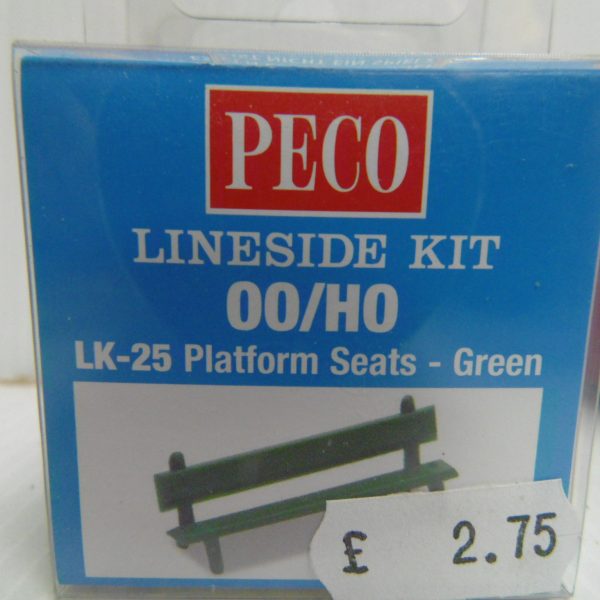 PECO
LINESIDE KIT
OO/HO
LK-25 Platform Seats - Green
£ 2.75